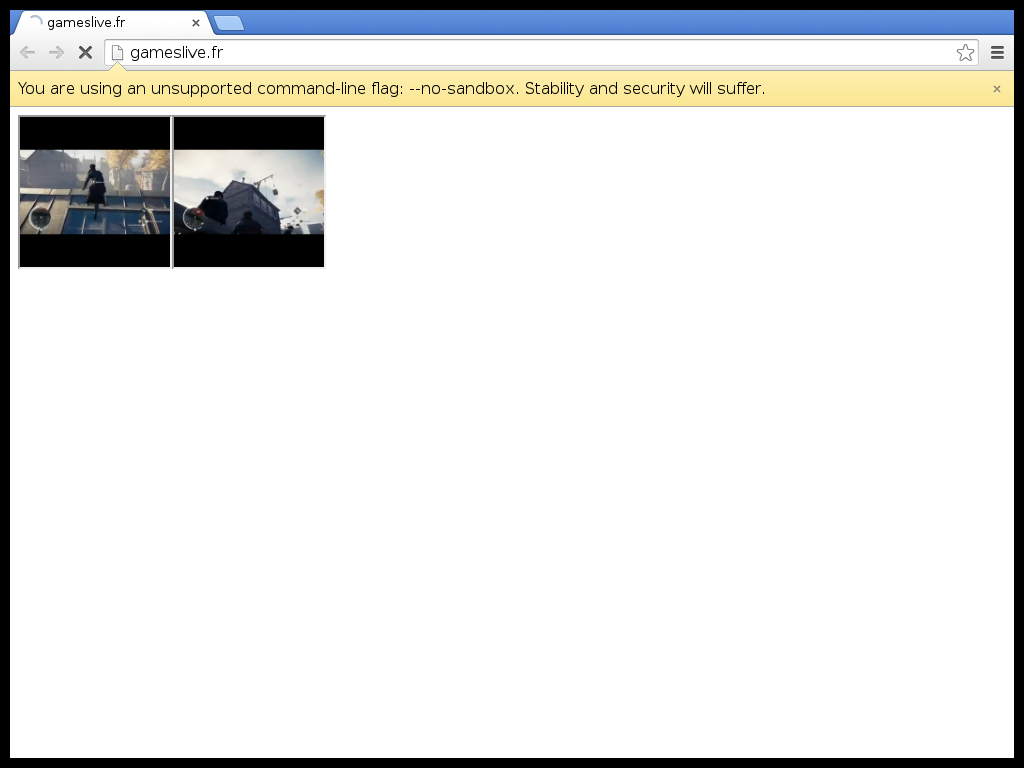 gameslive.fr
gameslive.fr
You are using an unsupported command-line flag: --no-sandbox. Stability and security will suffer.